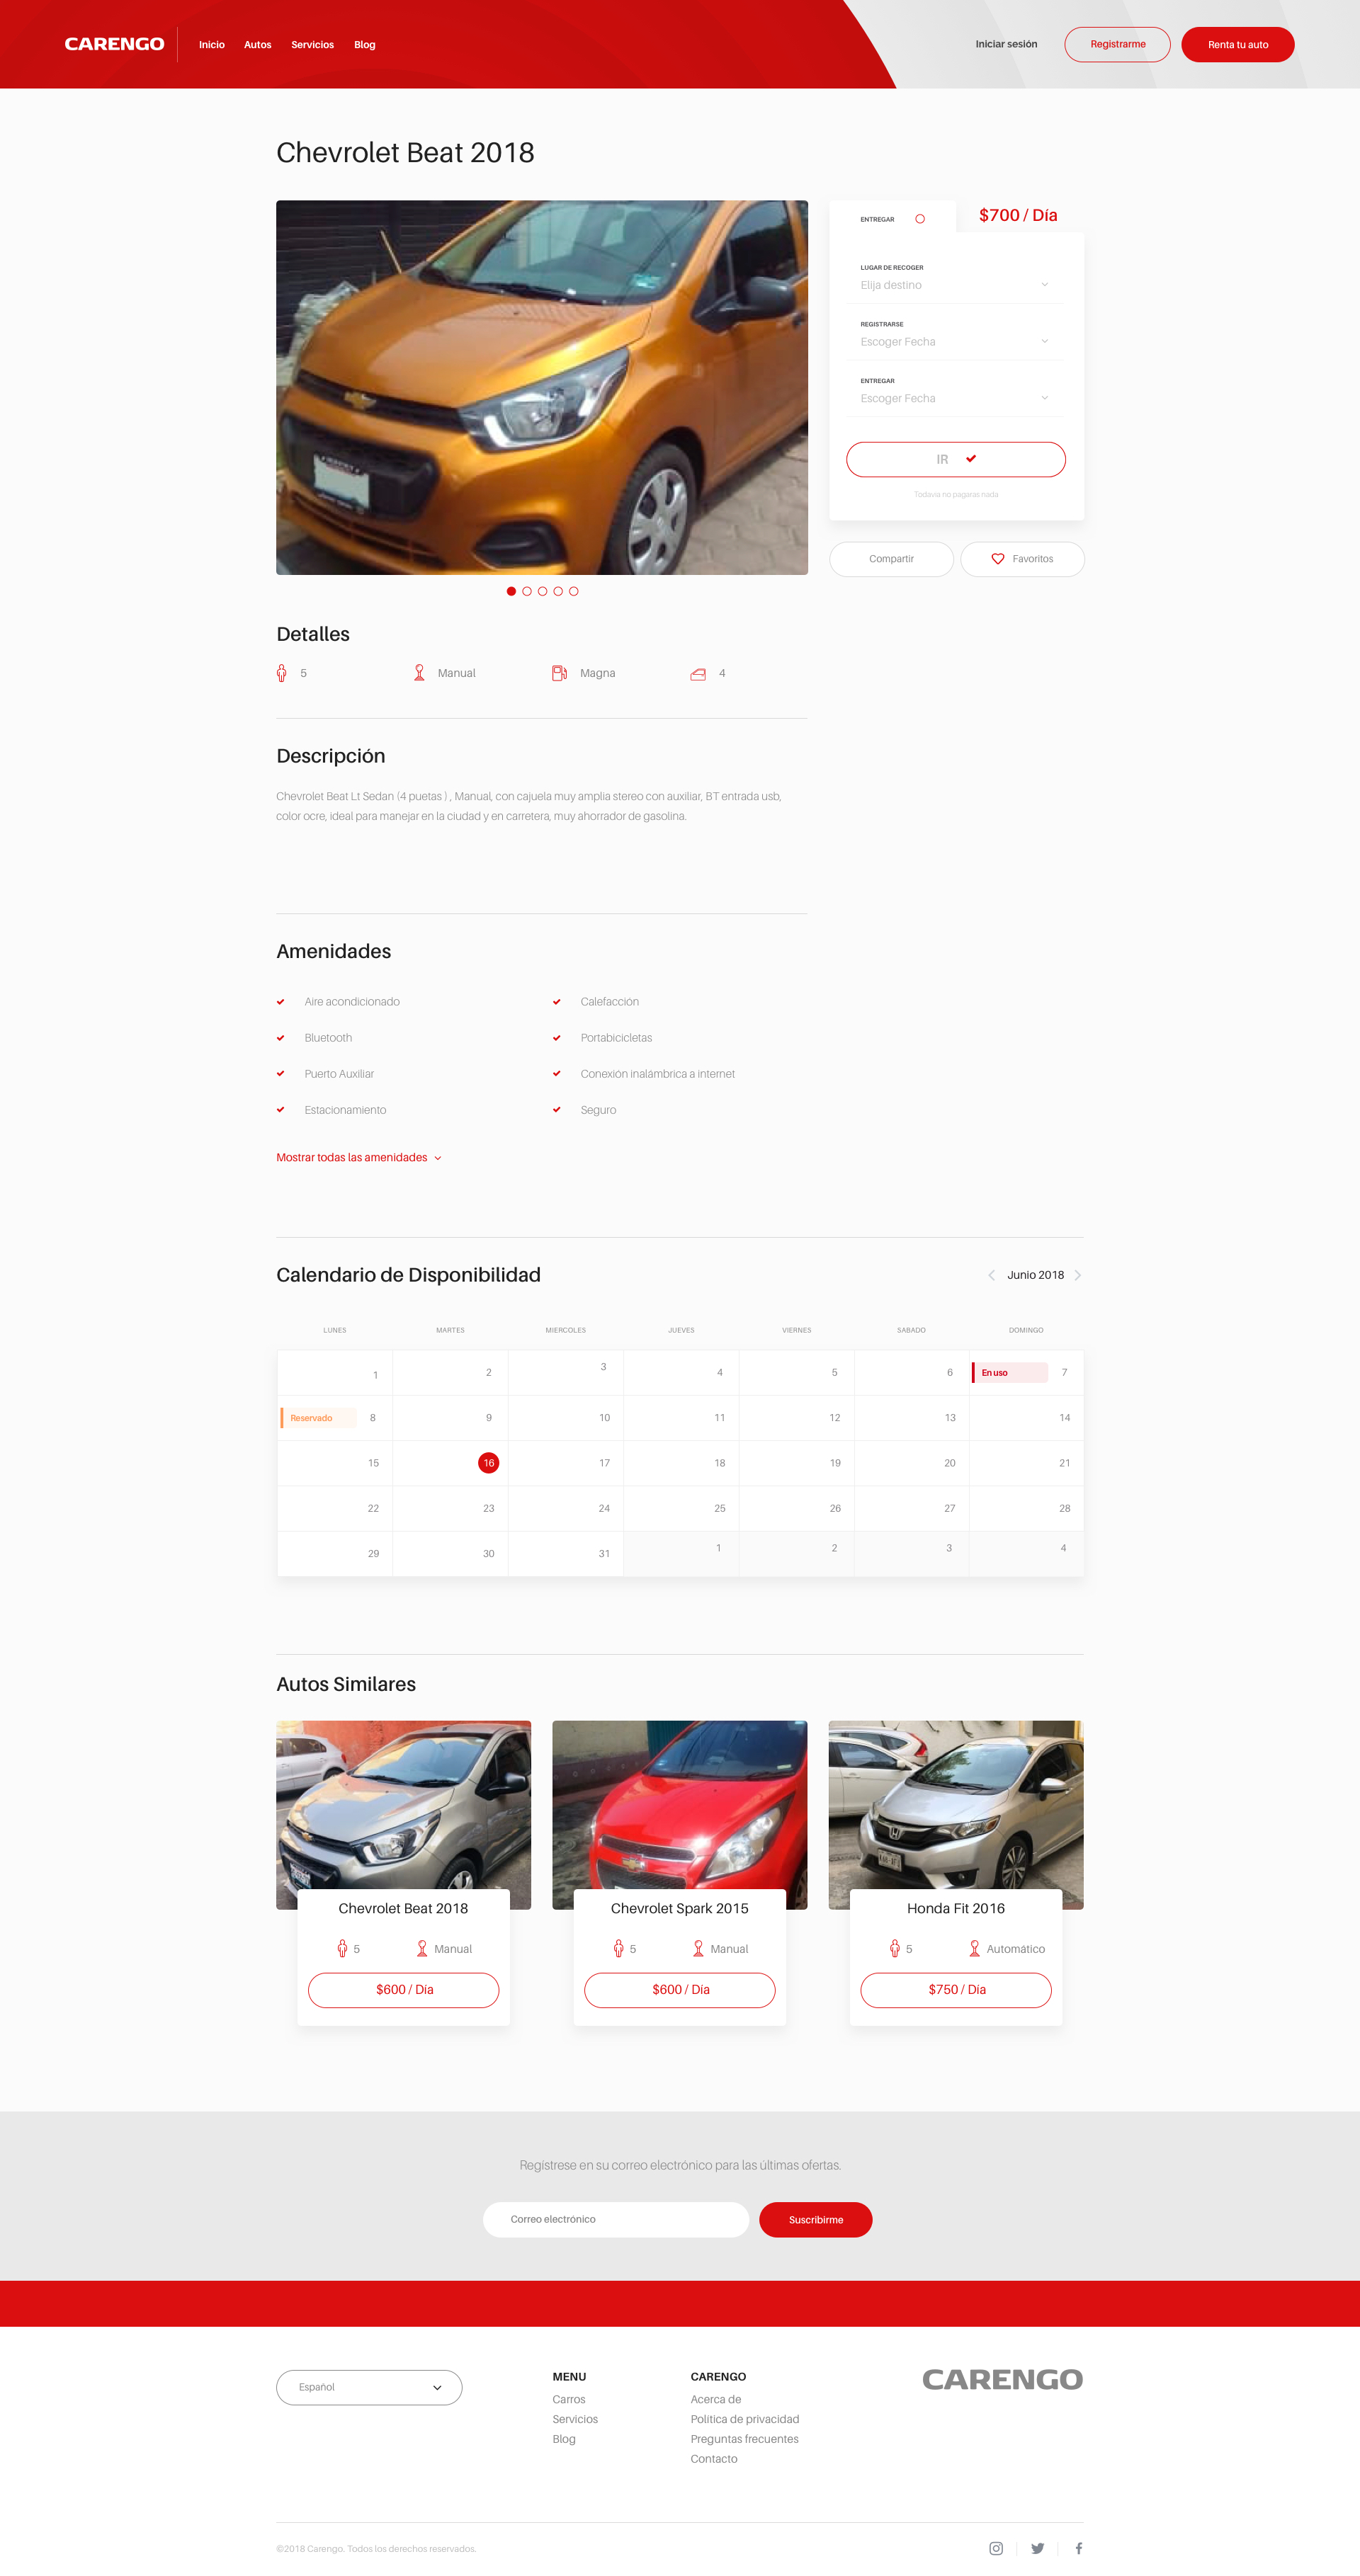 CARENGO
Inicio Autos Servicios Blog
Iniciar sesión Registrarme Renta tu auto
Chevrolet Beat 2018
ENTREGAR
$700 / Día
LUGAR DE RECOGER
Elija destino
REGISTRARSE
Escoger Fecha
ENTREGAR
Escoger Fecha
IR
Todavia no pagaras nada
Compartir Favoritos
Detalles
5 Manual Magna 4
Descripción
Chevrolet Beat Lt Sedan (4 puetas ) , Manual, con cajuela muy amplia stereo con auxiliar, BT entrada usb,
color ocre, ideal para manejar en la ciudad y en carretera, muy ahorrador de gasolina.
Amenidades
Aire acondicionado Calefacción
Bluetooth Portabicicletas
Puerto Auxiliar Conexión inalámbrica a internet
Estacionamiento Seguro
Mostrar todas las amenidades
Calendario de Disponibilidad
Junio 2018
LUNES MARTES MIERCOLES JUEVES VIERNES SABADO DOMINGO
1 2 3 4 5 6 En uso 7
Reservado 8 9 10 11 12 13 14
15 16 17 18 19 20 21
22 23 24 25 26 27 28
29 30 31 1 2 3 4
Autos Similares
Chevrolet Beat 2018
5 Manual
$600 / Día
Chevrolet Spark 2015
5 Manual
$600 / Día
Honda Fit 2016
5 Automático
$750 / Día
Regístrese en su correo electrónico para las últimas ofertas.
Correo electrónico
Suscribirme
Español
MENU
Carros
Servicios
Blog
CARENGO
Acerca de
Política de privacidad
Preguntas frecuentes
Contacto
CARENGO
©2018 Carengo. Todos los derechos reservados.